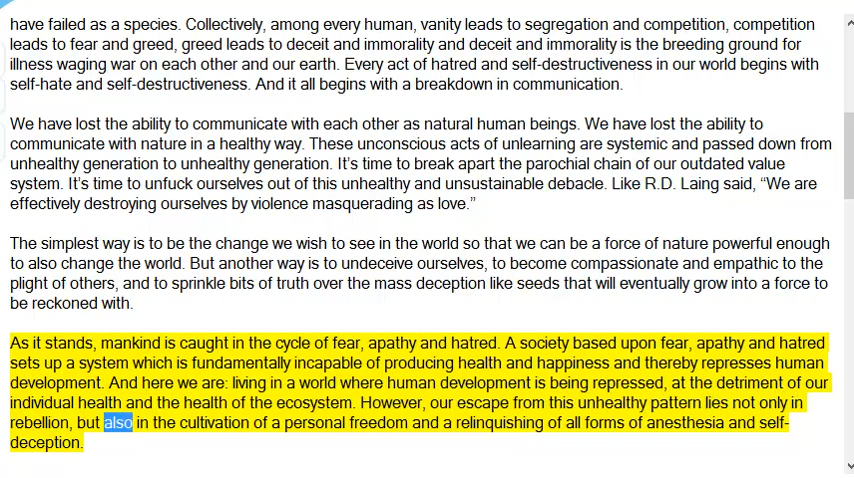 have failed as a species. Collectively, among every human, vanity leads to segregation and competition, competition
leads to fear and greed, greed leads to deceit and immorality and deceit and immorality is the breeding ground for
illness waging war on each other and our earth. Every act of hatred and self-destructiveness in our world begins with
self-hate and self-destructiveness. And it all begins with a breakdown in communication.
We have lost the ability to communicate with each other as natural human beings. We have lost the ability to
communicate with nature in a healthy way. These unconscious acts of unlearning are systemic and passed down from
unhealthy generation to unhealthy generation. It’s time to break apart the parochial chain of our outdated value
system. It’s time to unfuck ourselves out of this unhealthy and unsustainable debacle. Like R.D. Laing said, “We are
effectively destroying ourselves by violence masquerading as love.”
The simplest way is to be the change we wish to see in the world so that we can be a force of nature powerful enough
to also change the world. But another way is to undeceive ourselves, to become compassionate and empathic to the
plight of others, and to sprinkle bits of truth over the mass deception like seeds that will eventually grow into a force to
be reckoned with.
As it stands, mankind is caught in the cycle of fear, apathy and hatred. A society based upon fear, apathy and hatred
sets up a system which is fundamentally incapable of producing health and happiness and thereby represses human
development. And here we are: living in a world where human development is being repressed, at the detriment of our
individual health and the health of the ecosystem. However, our escape from this unhealthy pattern lies not only in
rebellion, but also in the cultivation of a personal freedom and a relinquishing of all forms of anesthesia and self-
deception.